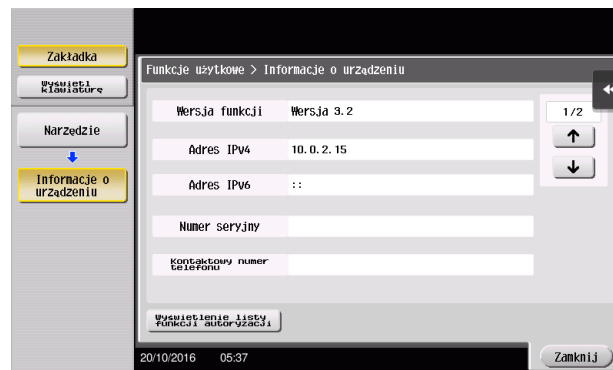 Zakładka
Wyświetl
klawiaturę
Narzędzie
Informacje o
urządzeniu
Funkcje użytkowe > Informacje o urządzeniu
Wersja funkcji Wersja 3.2
1/2
Adres IPv4 10.0.2.15
Adres IPv6 ::
Numer seryjny
Kontaktowy numer
telefonu
Wyświetlenie listy
funkcji autoryzacji
20/10/2016 05:37
Zamknij